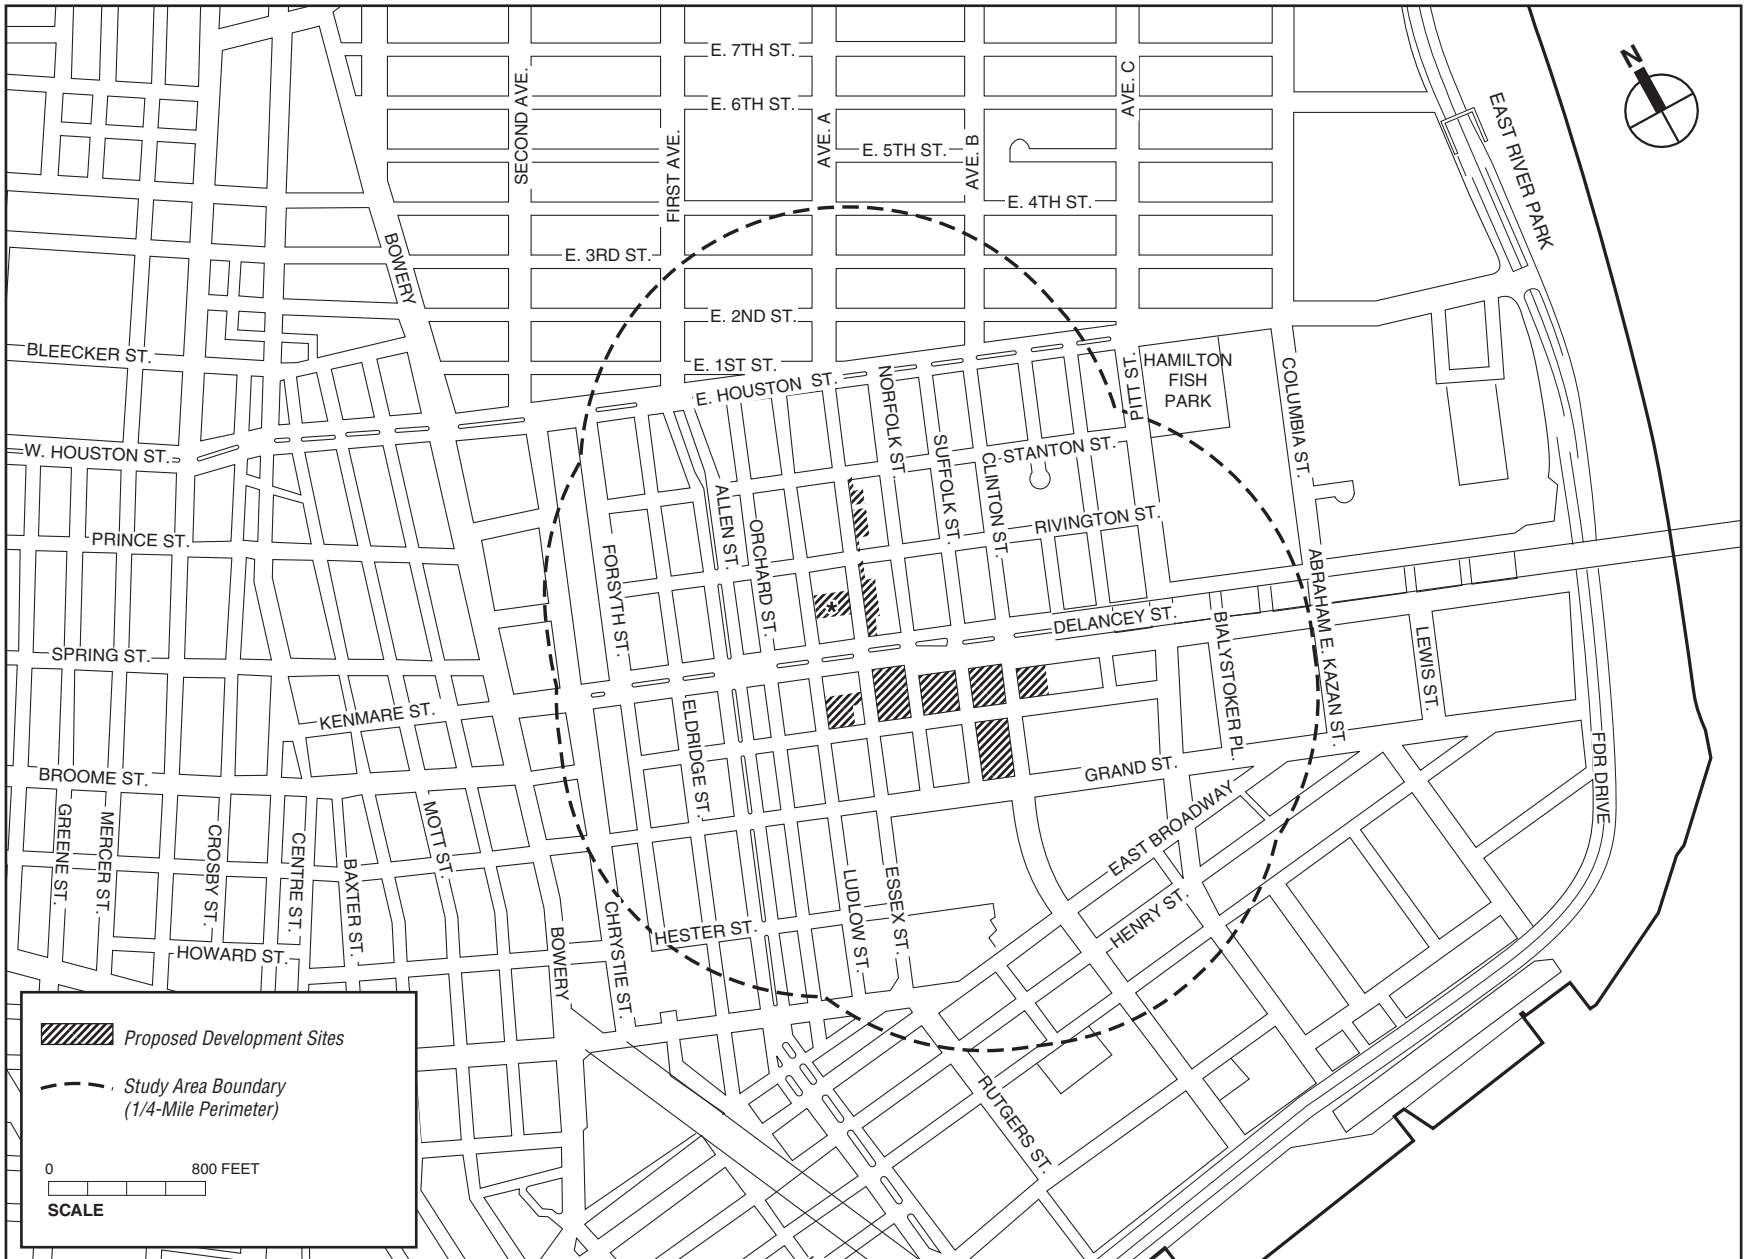 N
E. 7TH ST.
E. 6TH ST.
E. 5TH ST.
E. 4TH ST.
E. 3RD ST.
E. 2ND ST.
E. 1ST ST.
SECOND AVE.
FIRST AVE.
AVE. A
AVE. B
AVE. C
EAST RIVER PARK
BOWERY
BLEECKER ST.
E. HOUSTON ST.
W. HOUSTON ST.
NORFOLK ST.
SUFFOLK ST.
CLINTON ST.
PITT ST.
HAMILTON
FISH
PARK
COLUMBIA ST.
STANTON ST.
RIVINGTON ST.
PRINCE ST.
ALLEN ST.
ORCHARD ST.
FORSYTH ST.
*
DELANCEY ST.
BIALYSTOKER PL.
ABRAHAM E. KAZAN ST.
LEWIS ST.
SPRING ST.
KENMARE ST.
ELDRIDGE ST.
BROOME ST.
GRAND ST.
FDR DRIVE
EAST BROADWAY
GREENE ST.
MERCER ST.
CROSBY ST.
CENTRE ST.
BAXTER ST.
MOTT ST.
LUDLOW ST.
ESSEX ST.
HENRY ST.
HESTER ST.
HOWARD ST.
BOWERY
CHRYSTIE ST.
RUTGERS ST.
Proposed Development Sites
Study Area Boundary
(1/4-Mile Perimeter)
0 800 FEET
SCALE